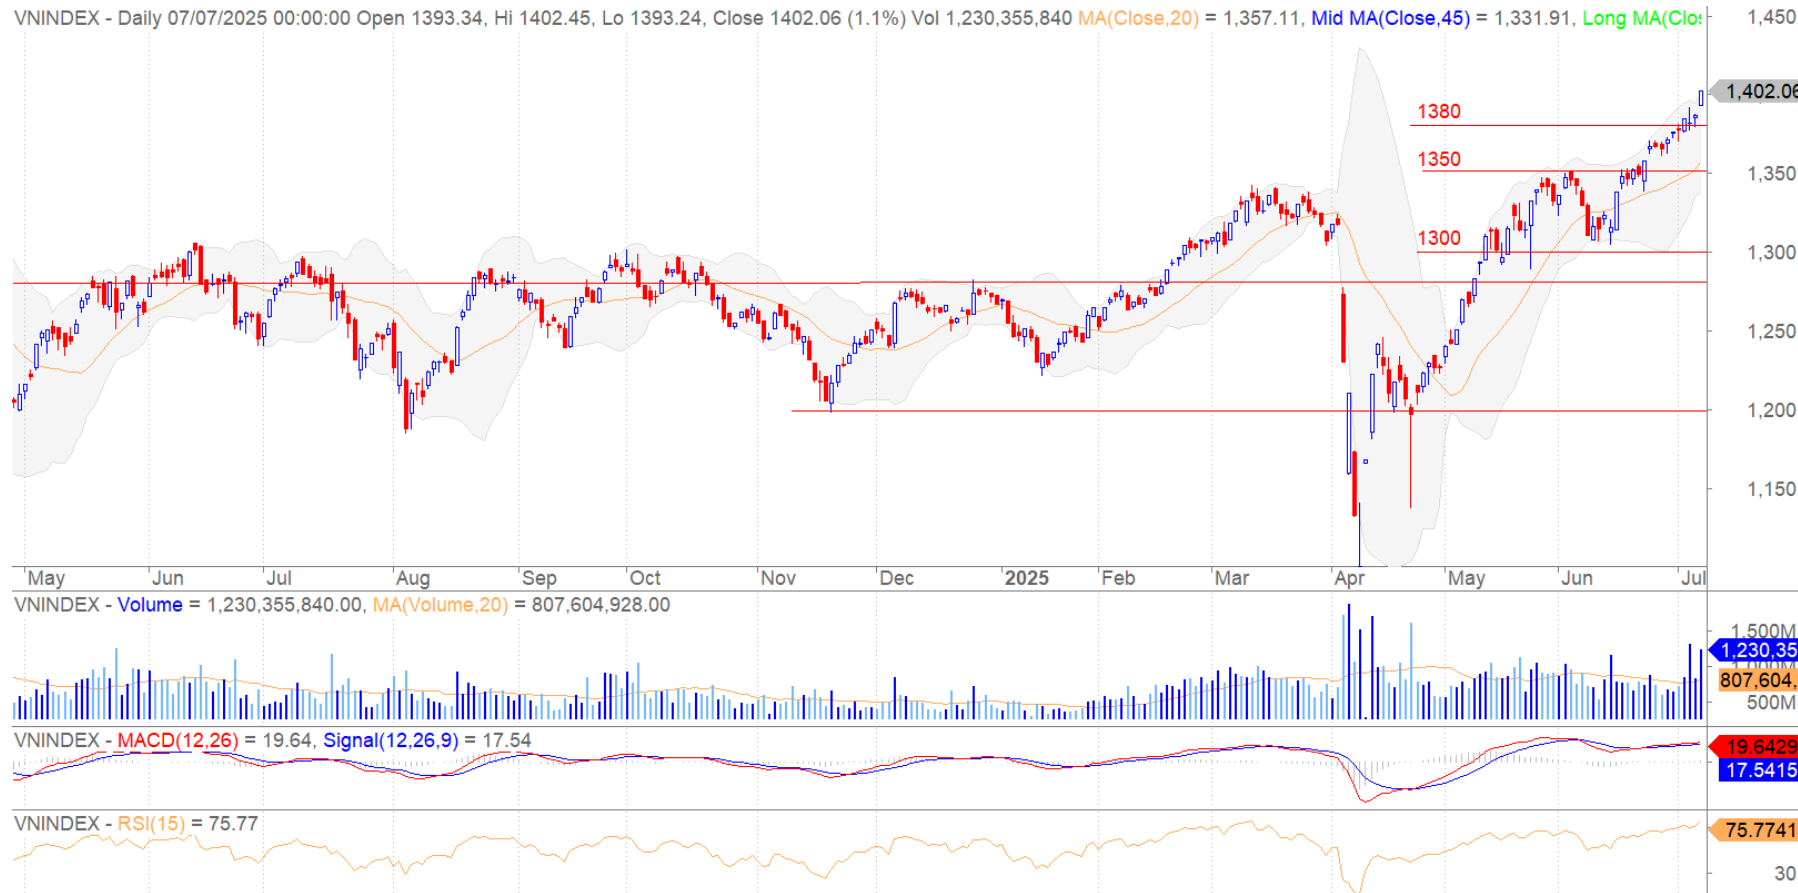 VNINDEX - Daily 07/07/2025 00:00:00 Open 1393.34, Hi 1402.45, Lo 1393.24, Close 1402.06 (1.1%) Vol 1,230,355,840 MA(Close,20) = 1,357.11, Mid MA(Close,45) = 1,331.91, Long MA(Clos
1,450
1,402.06
1380
1350
1,350
1300
1,300
1,250
1,200
1,150
May Jun Jul Aug Sep Oct Nov Dec 2025 Feb Mar Apr May Jun Jul
VNINDEX - Volume = 1,230,355,840.00, MA(Volume,20) = 807,604,928.00
1,500M
1,230,35
1,000M
807,604,
500M
VNINDEX - MACD(12,26) = 19.64, Signal(12,26,9) = 17.54
19.6429
17.5415
VNINDEX - RSI(15) = 75.77
75.7741
30